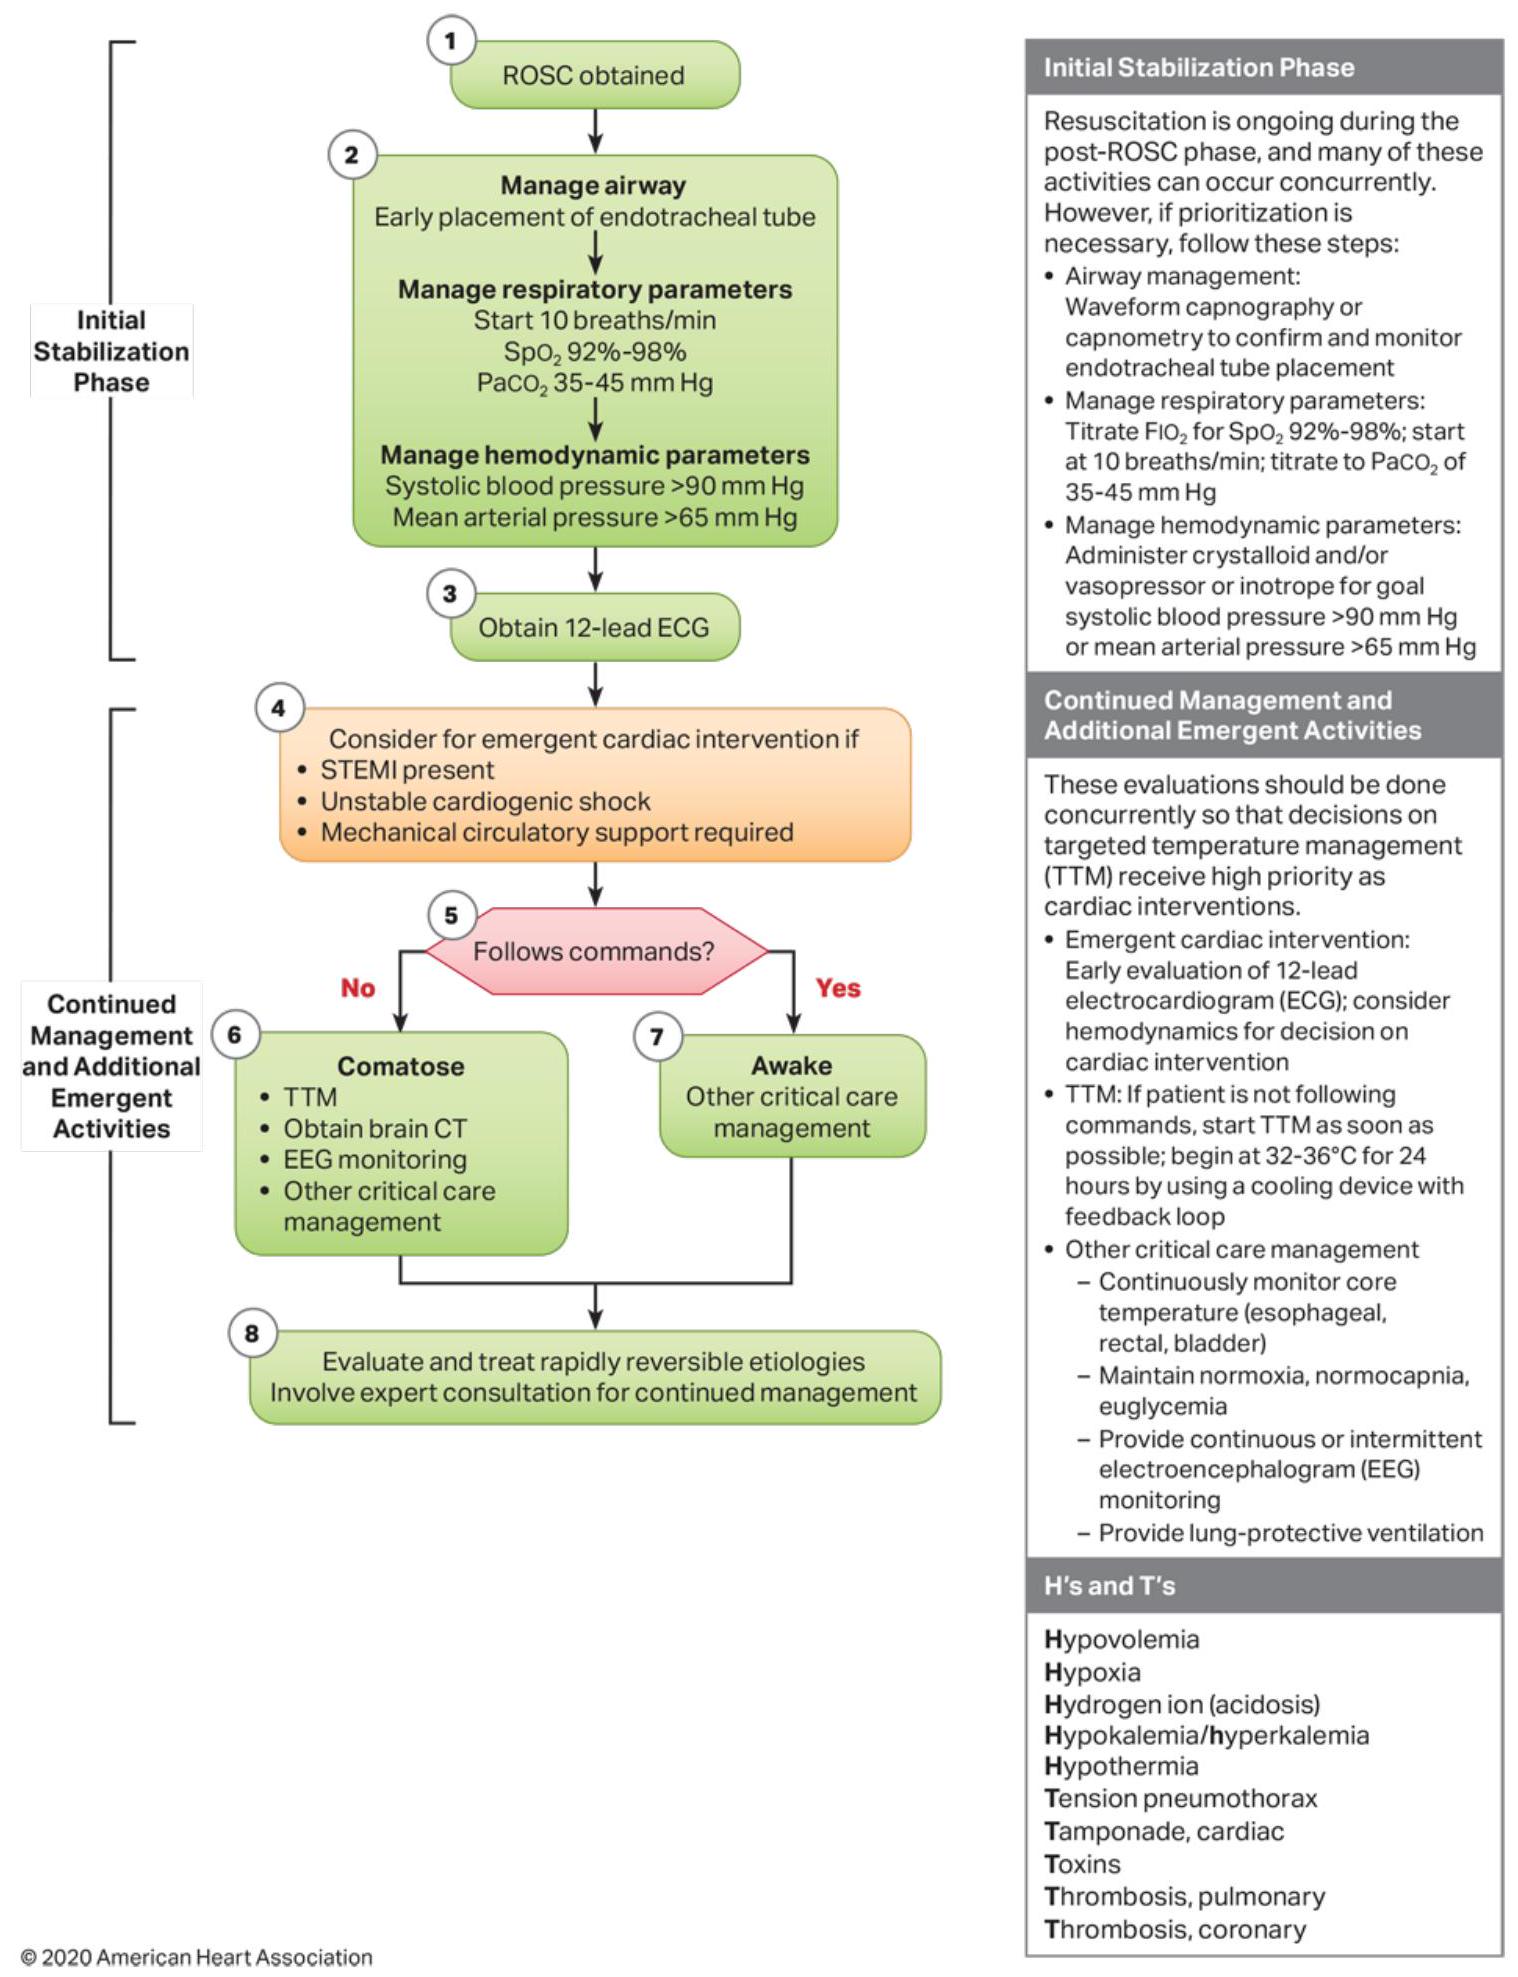 1
ROSC obtained
2
Manage airway
Early placement of endotracheal tube
Manage respiratory parameters
Start 10 breaths/min
SpO₂ 92%-98%
PaCO₂ 35-45 mm Hg
Manage hemodynamic parameters
Systolic blood pressure >90 mm Hg
Mean arterial pressure >65 mm Hg
3
Obtain 12-lead ECG
Initial
Stabilization
Phase
4
Consider for emergent cardiac intervention if
• STEMI present
• Unstable cardiogenic shock
• Mechanical circulatory support required
5
Follows commands?
No
Yes
6
Comatose
• TTM
• Obtain brain CT
• EEG monitoring
• Other critical care
management
7
Awake
Other critical care
management
8
Evaluate and treat rapidly reversible etiologies
Involve expert consultation for continued management
Continued
Management
and Additional
Emergent
Activities
Initial Stabilization Phase
Resuscitation is ongoing during the
post-ROSC phase, and many of these
activities can occur concurrently.
However, if prioritization is
necessary, follow these steps:
• Airway management:
Waveform capnography or
capnometry to confirm and monitor
endotracheal tube placement
• Manage respiratory parameters:
Titrate FIO₂ for SpO₂ 92%-98%; start
at 10 breaths/min; titrate to PaCO₂ of
35-45 mm Hg
• Manage hemodynamic parameters:
Administer crystalloid and/or
vasopressor or inotrope for goal
systolic blood pressure >90 mm Hg
or mean arterial pressure >65 mm Hg
Continued Management and
Additional Emergent Activities
These evaluations should be done
concurrently so that decisions on
targeted temperature management
(TTM) receive high priority as
cardiac interventions.
• Emergent cardiac intervention:
Early evaluation of 12-lead
electrocardiogram (ECG); consider
hemodynamics for decision on
cardiac intervention
• TTM: If patient is not following
commands, start TTM as soon as
possible; begin at 32-36°C for 24
hours by using a cooling device with
feedback loop
• Other critical care management
– Continuously monitor core
temperature (esophageal,
rectal, bladder)
– Maintain normoxia, normocapnia,
euglycemia
– Provide continuous or intermittent
electroencephalogram (EEG)
monitoring
– Provide lung-protective ventilation
H's and T's
Hypovolemia
Hypoxia
Hydrogen ion (acidosis)
Hypokalemia/hyperkalemia
Hypothermia
Tension pneumothorax
Tamponade, cardiac
Toxins
Thrombosis, pulmonary
Thrombosis, coronary
© 2020 American Heart Association